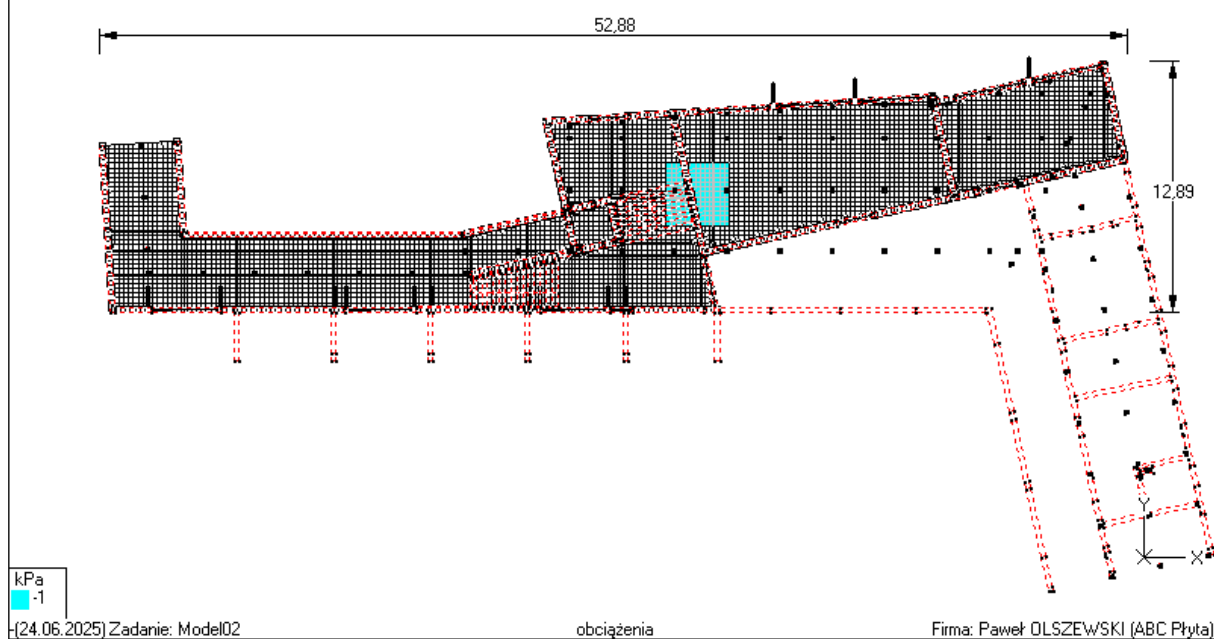 52,88
12,89
Y
X
kPa
-1
-(24.06.2025) Zadanie: Model02 obciążenia Firma: Paweł OLSZEWSKI (ABC Płyta)